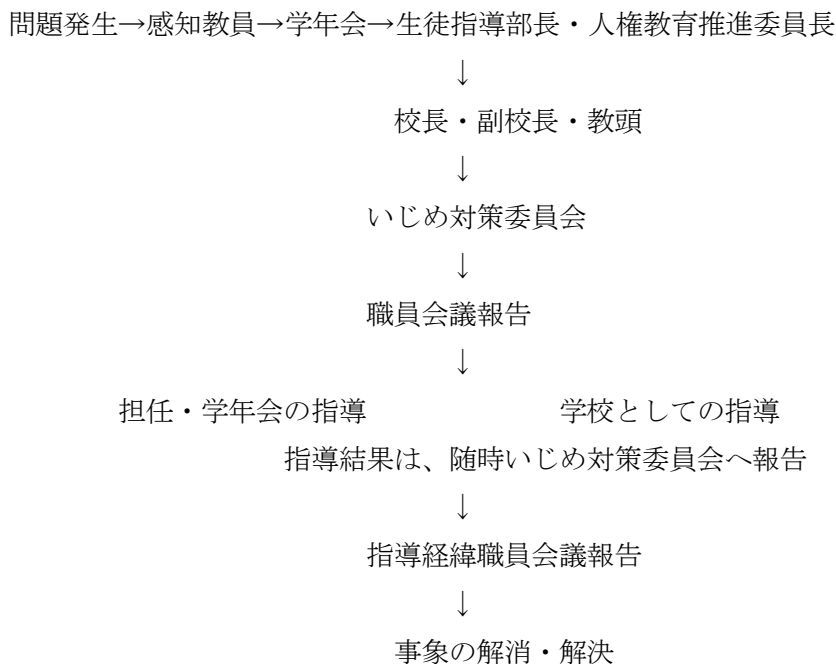 問題発生→感知教員→学年会→生徒指導部長・人権教育推進委員長
↓
校長・副校長・教頭
↓
いじめ対策委員会
↓
職員会議報告
↓
担任・学年会の指導　学校としての指導
指導結果は、随時いじめ対策委員会へ報告
↓
指導経緯職員会議報告
↓
事象の解消・解決